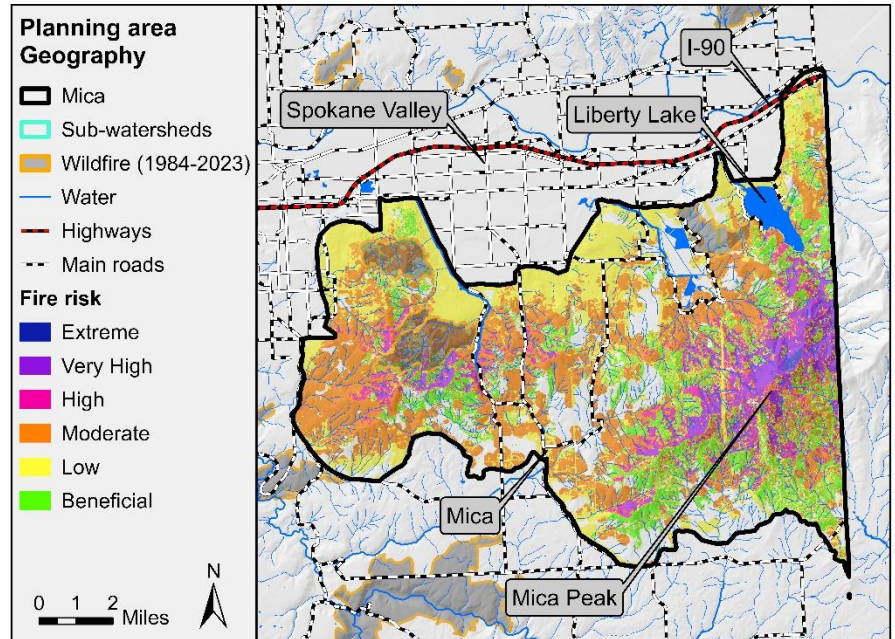 Planning area
Geography
Mica
Sub-watersheds
Wildfire (1984-2023)
Water
Highways
Main roads
Fire risk
Extreme
Very High
High
Moderate
Low
Beneficial
N
0 1 2
Miles
I-90
Spokane Valley
Liberty Lake
Mica
Mica Peak